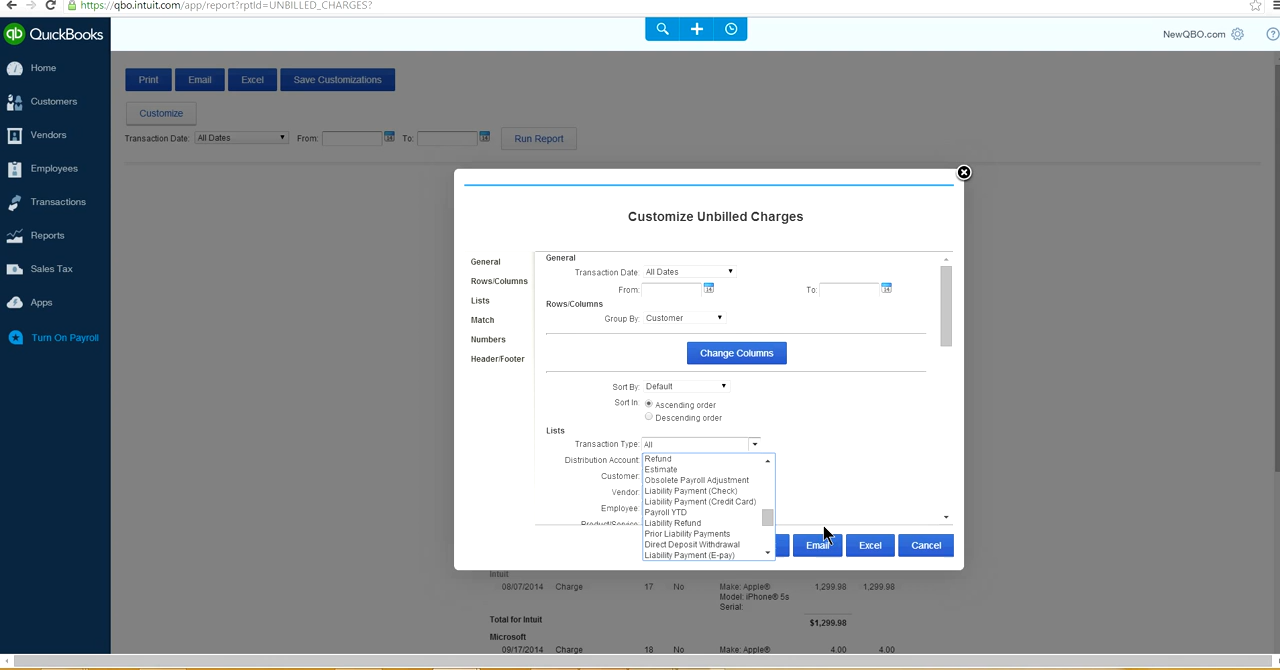 https://qbo.intuit.com/app/report?rptId=UNBILLED_CHARGES?
qb QuickBooks
NewQBO.com
Home
Customers
Vendors
Employees
Transactions
Reports
Sales Tax
Apps
Turn On Payroll
Print Email Excel Save Customizations
Customize
Transaction Date: All Dates From: 14 To: 14 Run Report
Customize Unbilled Charges
General
Rows/Columns
Lists
Match
Numbers
Header/Footer
General
Transaction Date: All Dates
From: 14 To: 14
Rows/Columns
Group By: Customer
Change Columns
Sort By: Default
Sort In: Ascending order
Descending order
Lists
Transaction Type: All
Distribution Account:
Customer:
Vendor:
Employee:
Product/Service
Refund
Estimate
Obsolete Payroll Adjustment
Liability Payment (Check)
Liability Payment (Credit Card)
Payroll YTD
Liability Refund
Prior Liability Payments
Direct Deposit Withdrawal
Liability Payment (E-pay)
Email Excel Cancel
Intuit
08/07/2014 Charge 17 No Make: Apple® 1,299.98 1,299.98
Model: iPhone® 5s
Serial:
Total for Intuit $1,299.98
Microsoft
09/17/2014 Charge 18 No Make: Apple® 4.00 4.00